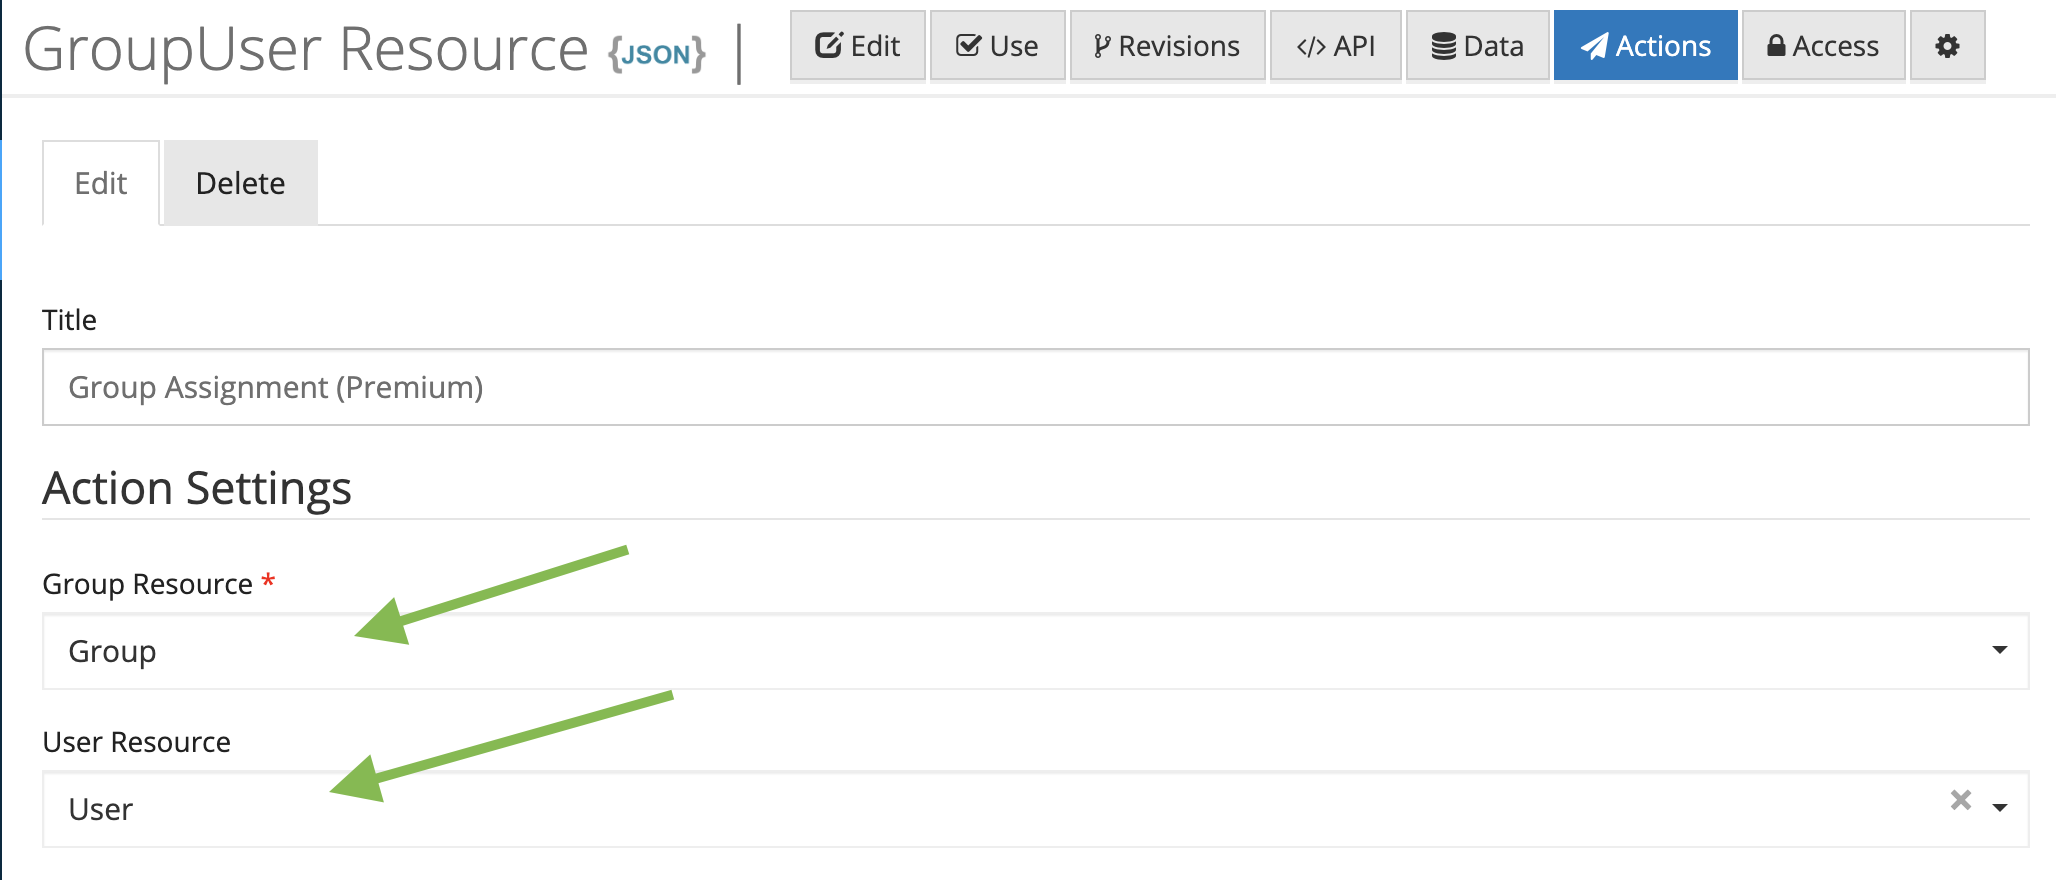 GroupUser Resource {JSON} | Edit Use Revisions </> API Data Actions Access
Edit Delete
Title
Group Assignment (Premium)
Action Settings
Group Resource *
Group
User Resource
User